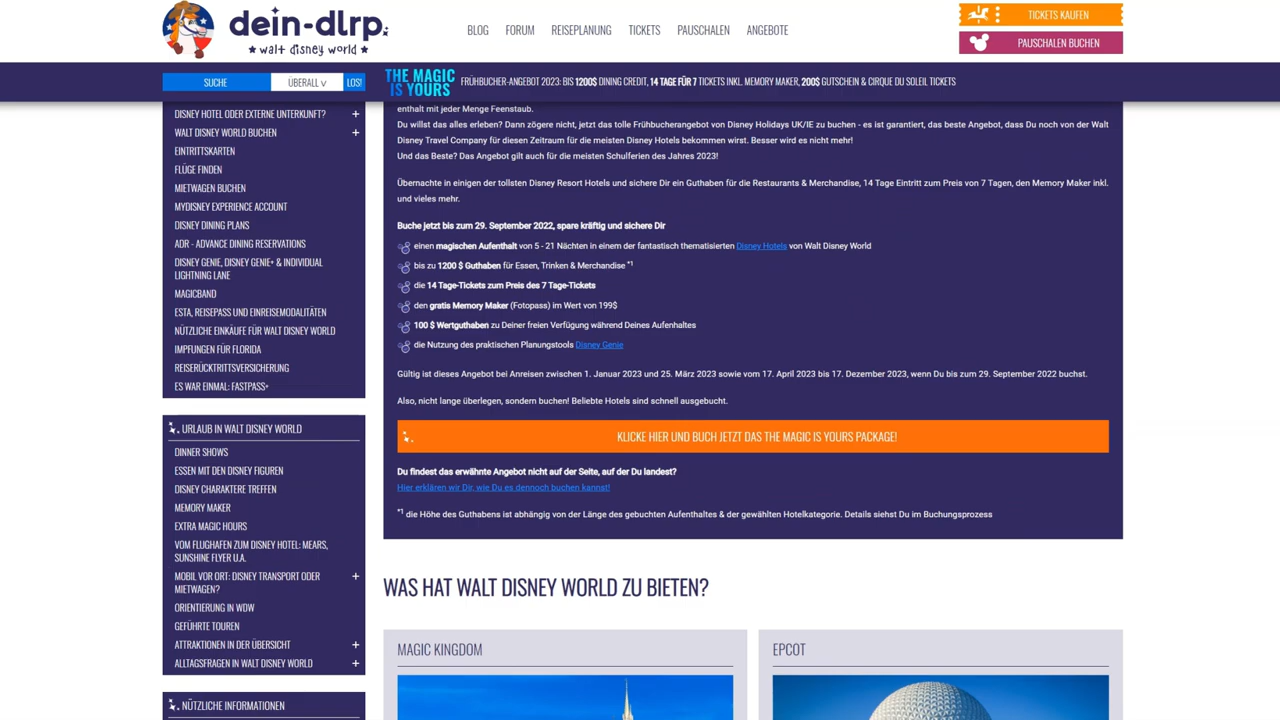 dein-dlrp.
walt disney world
BLOG
FORUM
REISEPLANUNG
TICKETS
PAUSCHALEN
ANGEBOTE
TICKETS KAUFEN
PAUSCHALEN BUCHEN
SUCHE
ÜBERALL v
LOS!
THE MAGIC
IS YOURS
FRÜHBUCHER-ANGEBOT 2023: BIS 1200$ DINING CREDIT, 14 TAGE FÜR 7 TICKETS INKL. MEMORY MAKER, 200$ GUTSCHEIN & CIRQUE DU SOLEIL TICKETS
DISNEY HOTEL ODER EXTERNE UNTERKUNFT? +
WALT DISNEY WORLD BUCHEN +
EINTRITTSKARTEN
FLÜGE FINDEN
MIETWAGEN BUCHEN
MYDISNEY EXPERIENCE ACCOUNT
DISNEY DINING PLANS
ADR - ADVANCE DINING RESERVATIONS
DISNEY GENIE, DISNEY GENIE+ & INDIVIDUAL
LIGHTNING LANE
MAGICBAND
ESTA, REISEPASS UND EINREISEMODALITÄTEN
NÜTZLICHE EINKÄUFE FÜR WALT DISNEY WORLD
IMPFUNGEN FÜR FLORIDA
REISERÜCKTRITTSVERSICHERUNG
ES WAR EINMAL: FASTPASS+
URLAUB IN WALT DISNEY WORLD
DINNER SHOWS
ESSEN MIT DEN DISNEY FIGUREN
DISNEY CHARAKTERE TREFFEN
MEMORY MAKER
EXTRA MAGIC HOURS
VOM FLUGHAFEN ZUM DISNEY HOTEL: MEARS,
SUNSHINE FLYER U.A.
MOBIL VOR ORT: DISNEY TRANSPORT ODER +
MIETWAGEN?
ORIENTIERUNG IN WDW
GEFÜHRTE TOUREN
ATTRAKTIONEN IN DER ÜBERSICHT +
ALLTAGSFRAGEN IN WALT DISNEY WORLD +
NÜTZLICHE INFORMATIONEN
enthalt mit jeder Menge Feenstaub.
Du willst das alles erleben? Dann zögere nicht, jetzt das tolle Frühbucherangebot von Disney Holidays UK/IE zu buchen - es ist garantiert, das beste Angebot, dass Du noch von der Walt
Disney Travel Company für diesen Zeitraum für die meisten Disney Hotels bekommen wirst. Besser wird es nicht mehr!
Und das Beste? Das Angebot gilt auch für die meisten Schulferien des Jahres 2023!
Übernachte in einigen der tollsten Disney Resort Hotels und sichere Dir ein Guthaben für die Restaurants & Merchandise, 14 Tage Eintritt zum Preis von 7 Tagen, den Memory Maker inkl.
und vieles mehr.
Buche jetzt bis zum 29. September 2022, spare kräftig und sichere Dir
einen magischen Aufenthalt von 5 - 21 Nächten in einem der fantastisch thematisierten Disney Hotels von Walt Disney World
bis zu 1200 $ Guthaben für Essen, Trinken & Merchandise *1
die 14 Tage-Tickets zum Preis des 7 Tage-Tickets
den gratis Memory Maker (Fotopass) im Wert von 199$
100 $ Wertguthaben zu Deiner freien Verfügung während Deines Aufenhaltes
die Nutzung des praktischen Planungstools Disney Genie
Gültig ist dieses Angebot bei Anreisen zwischen 1. Januar 2023 und 25. März 2023 sowie vom 17. April 2023 bis 17. Dezember 2023, wenn Du bis zum 29. September 2022 buchst.
Also, nicht lange überlegen, sondern buchen! Beliebte Hotels sind schnell ausgebucht.
KLICKE HIER UND BUCH JETZT DAS THE MAGIC IS YOURS PACKAGE!
Du findest das erwähnte Angebot nicht auf der Seite, auf der Du landest?
Hier erklären wir Dir, wie Du es dennoch buchen kannst!
*1 die Höhe des Guthabens ist abhängig von der Länge des gebuchten Aufenthaltes & der gewählten Hotelkategorie. Details siehst Du im Buchungsprozess
WAS HAT WALT DISNEY WORLD ZU BIETEN?
MAGIC KINGDOM
EPCOT